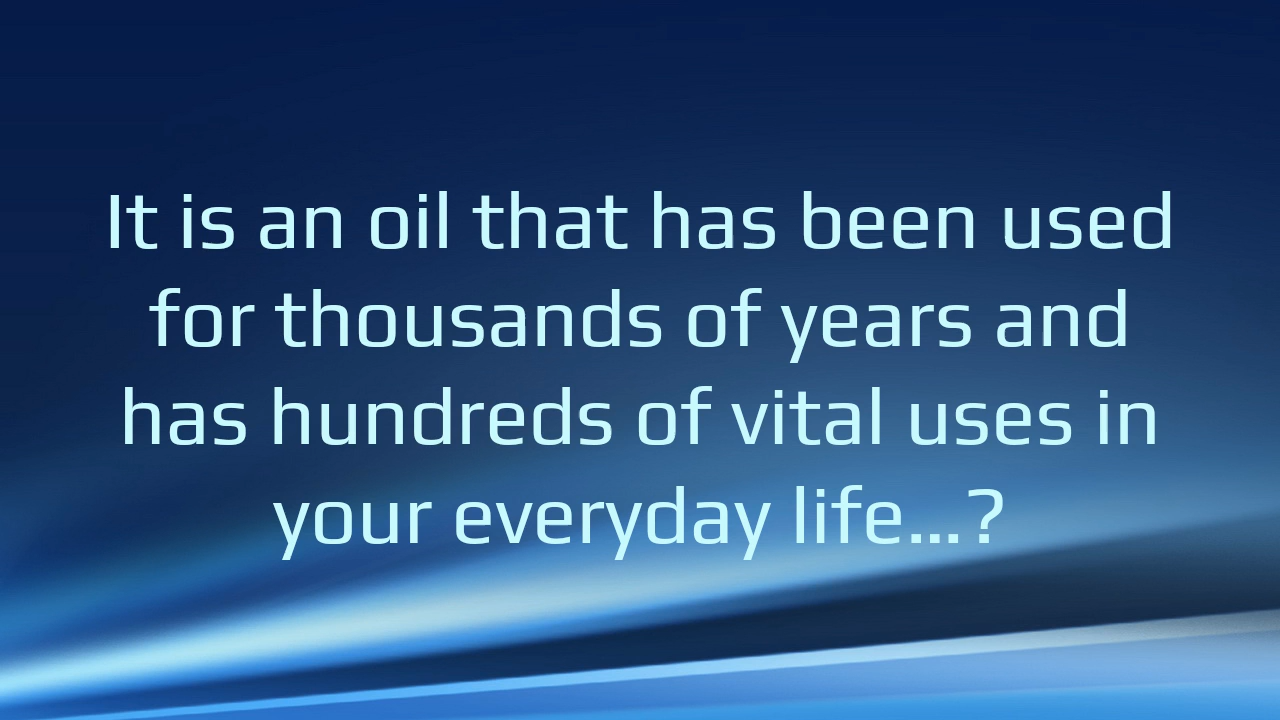 It is an oil that has been used
for thousands of years and
has hundreds of vital uses in
your everyday life...?